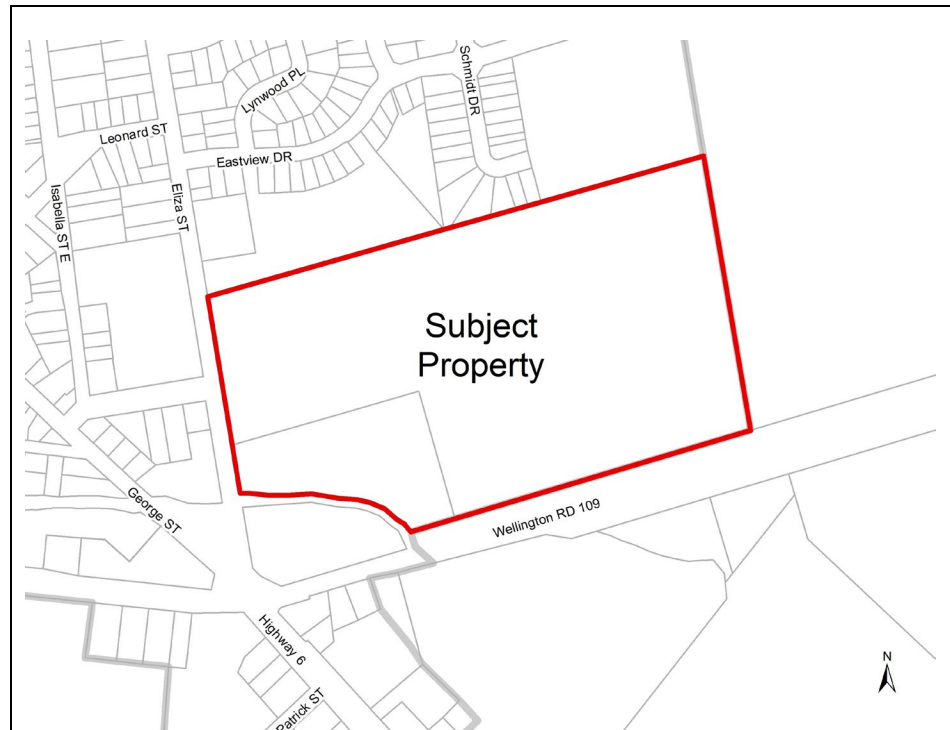 Schmidt DR
Lynwood PL
Leonard ST
Eastview DR
Isabella ST E
Eliza ST
Subject
Property
George ST
Wellington RD 109
Highway 6
Patrick ST
N